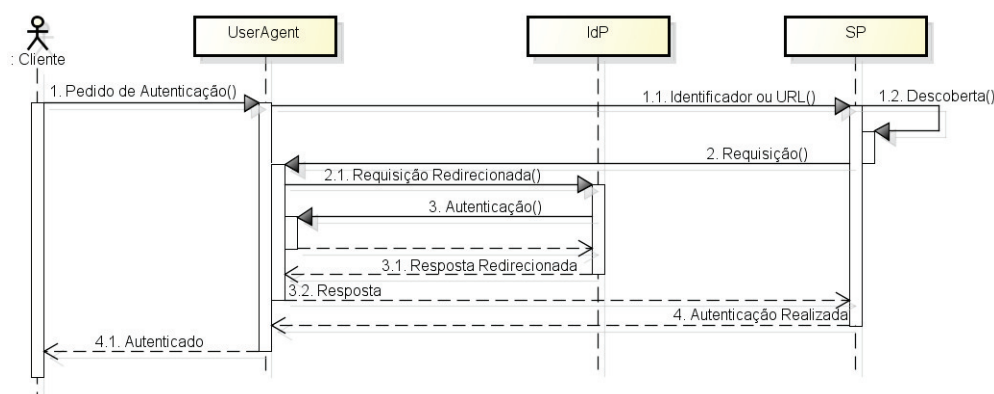 UserAgent
IdP
SP
: Cliente
1. Pedido de Autenticação()
1.1. Identificador ou URL()
1.2. Descoberta()
2. Requisição()
2.1. Requisição Redirecionada()
3. Autenticação()
3.1. Resposta Redirecionada
3.2. Resposta
4. Autenticação Realizada
4.1. Autenticado